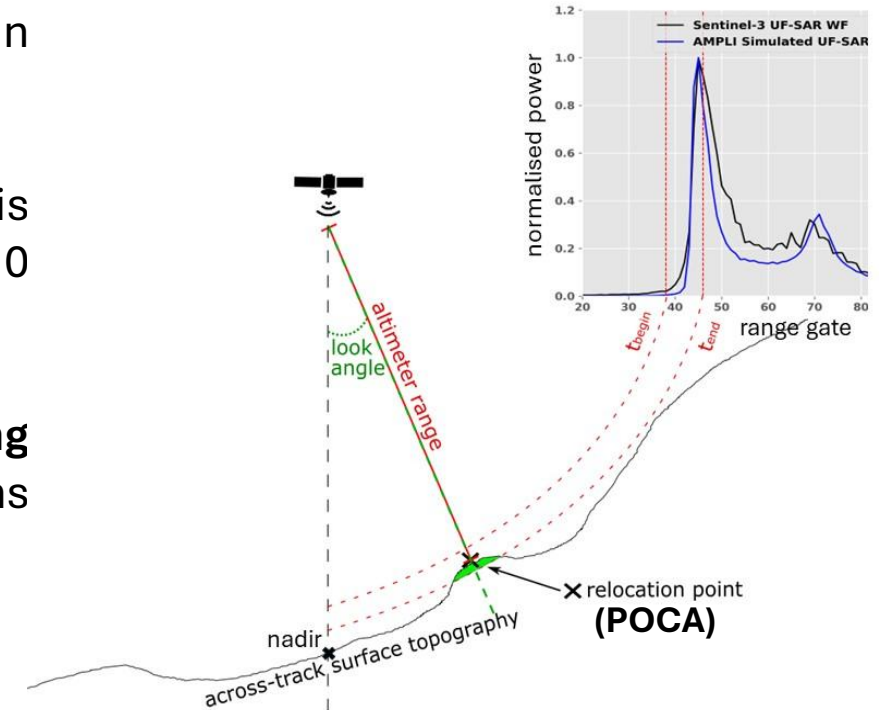 n
is
0
g
ns
1.2
1.0
0.8
0.6
0.4
0.2
0.0
normalised power
Sentinel-3 UF-SAR WF
AMPLI Simulated UF-SAR
20 30 40 50 60 70 80
range gate
tbegin
tend
look
angle
altimeter range
relocation point
(POCA)
nadir
across-track surface topography